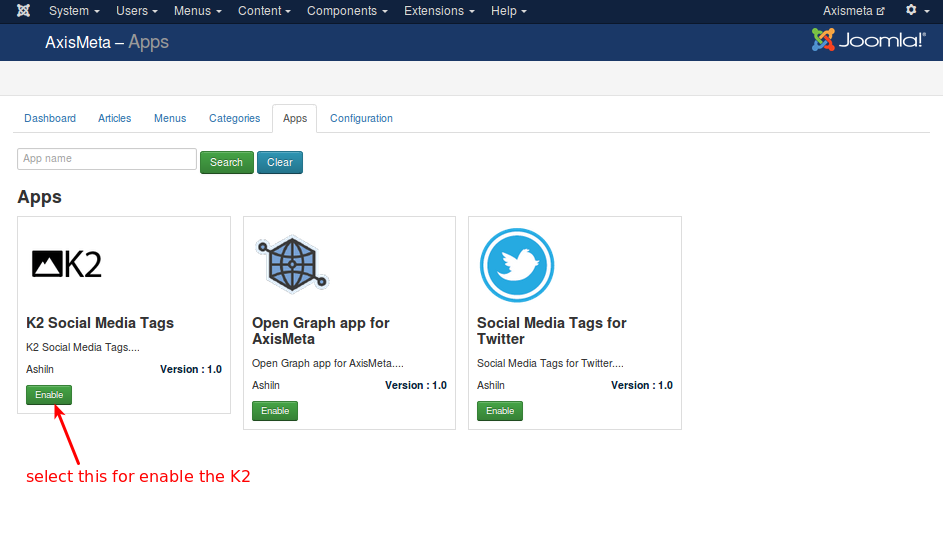 System Users Menus Content Components Extensions Help Axismeta
AxisMeta – Apps Joomla!®
Dashboard Articles Menus Categories Apps Configuration
App name Search Clear
Apps
K2
K2 Social Media Tags
K2 Social Media Tags....
Ashiln Version : 1.0
Enable
Open Graph app for
AxisMeta
Open Graph app for AxisMeta....
Ashiln Version : 1.0
Enable
Social Media Tags for
Twitter
Social Media Tags for Twitter....
Ashiln Version : 1.0
Enable
select this for enable the K2